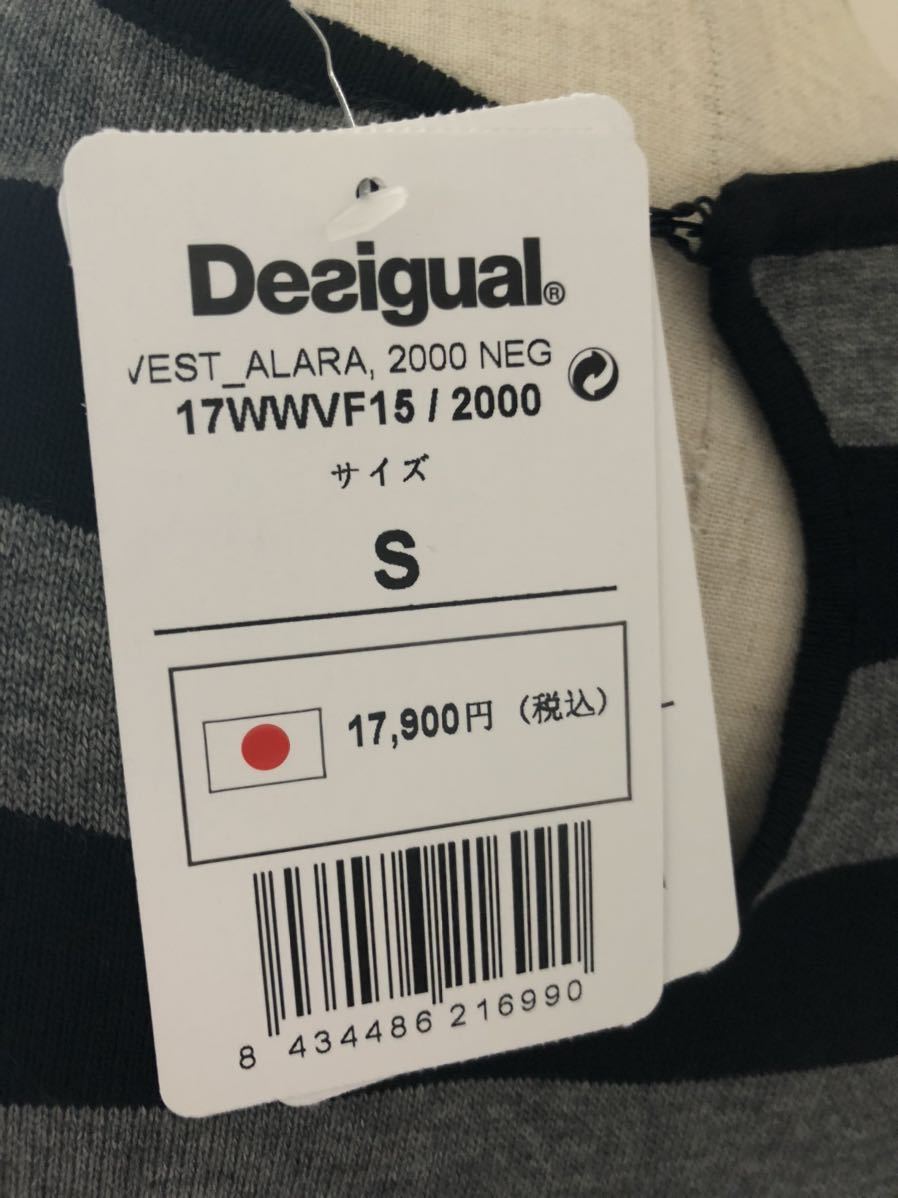 Desigual®
VEST_ALARA, 2000 NEG
17WWVF15 / 2000
サイズ
S
17,900円（税込）
8 434486 216990